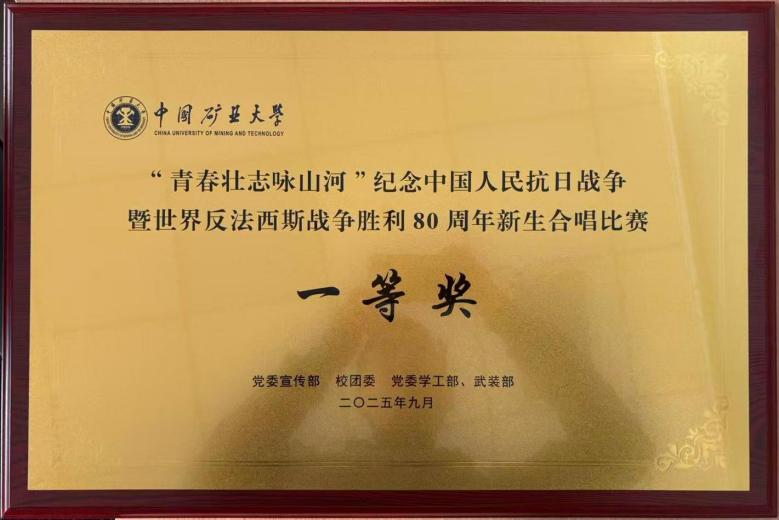 中国矿业大学
CHINA UNIVERSITY OF MINING AND TECHNOLOGY
“青春壮志咏山河”纪念中国人民抗日战争
暨世界反法西斯战争胜利 80 周年新生合唱比赛
一等奖
党委宣传部 校团委 党委学工部、武装部
二〇二五年九月